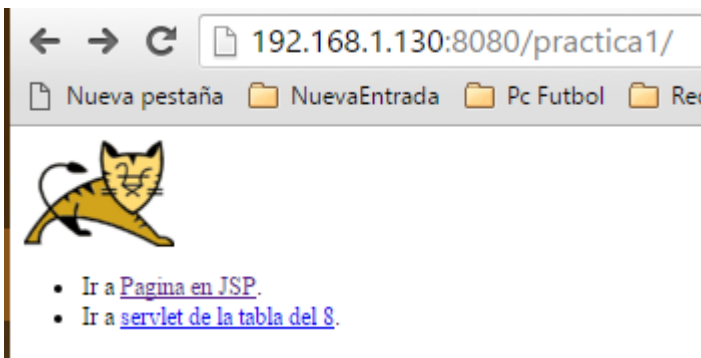 192.168.1.130:8080/practica1/
Nueva pestaña NuevaEntrada Pc Futbol
Ir a Pagina en JSP.
Ir a servlet de la tabla del 8.